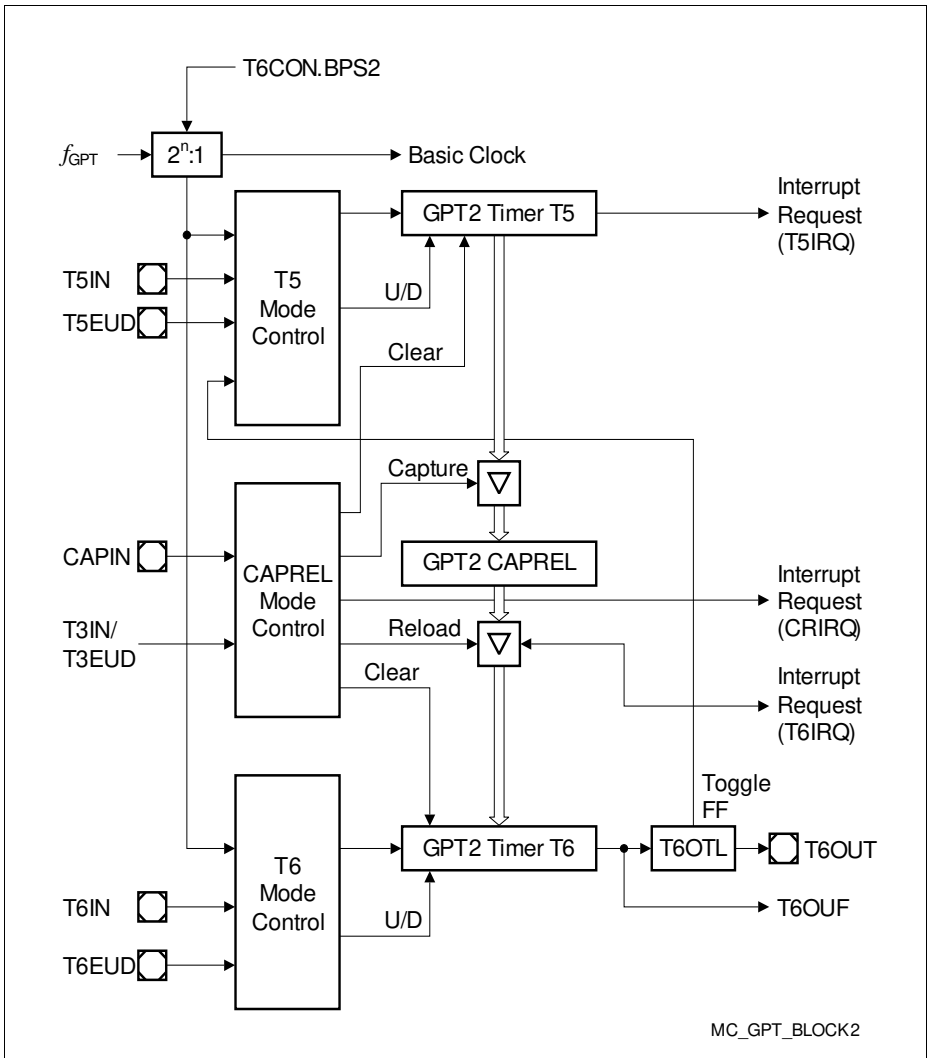 T6CON.BPS2
fGPT
2n:1
Basic Clock
Interrupt
Request
(T5IRQ)
GPT2 Timer T5
T5IN
T5
Mode
Control
U/D
T5EUD
Clear
Capture
CAPIN
CAPREL
Mode
Control
GPT2 CAPREL
Interrupt
Request
(CRIRQ)
T3IN/
T3EUD
Reload
Clear
Interrupt
Request
(T6IRQ)
Toggle
FF
GPT2 Timer T6
T6OTL
T6OUT
T6
Mode
Control
T6IN
U/D
T6OUF
T6EUD
MC_GPT_BLOCK2